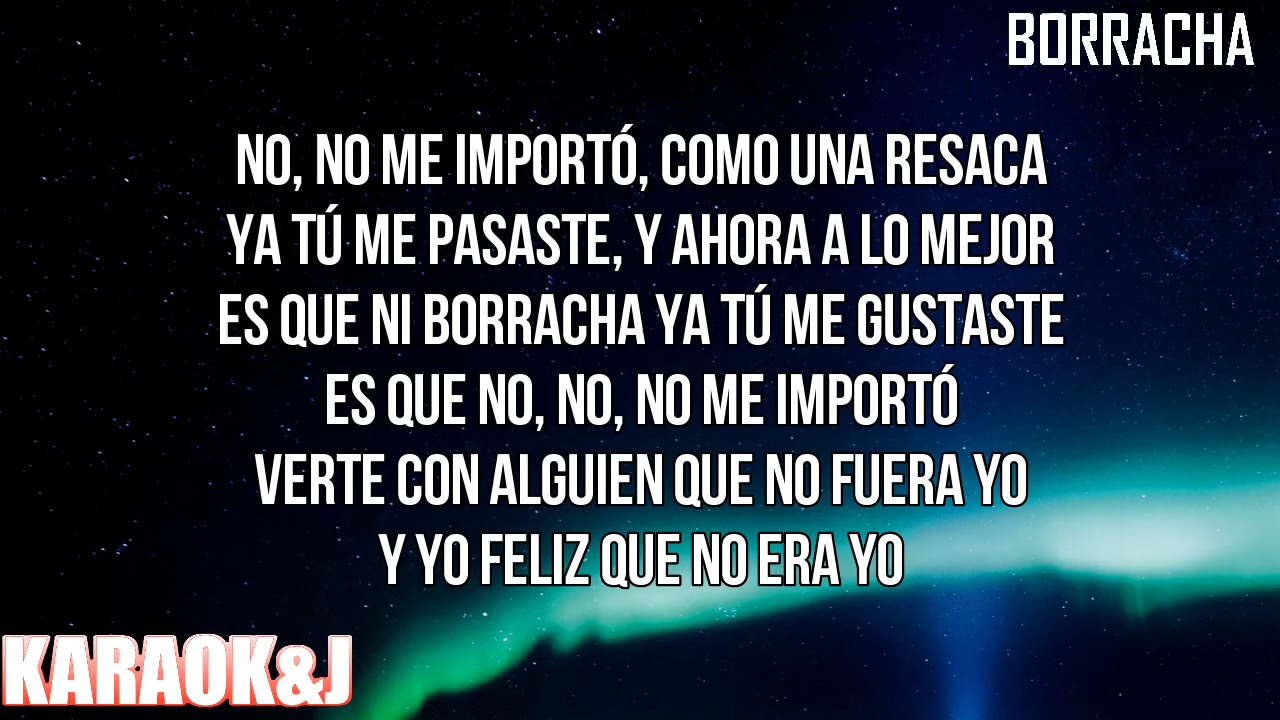 BORRACHA
NO, NO ME IMPORTÓ, COMO UNA RESACA
YA TÚ ME PASASTE, Y AHORA A LO MEJOR
ES QUE NI BORRACHA YA TÚ ME GUSTASTE
ES QUE NO, NO, NO ME IMPORTÓ
VERTE CON ALGUIEN QUE NO FUERA YO
Y YO FELIZ QUE NO ERA YO
KARAOK&J